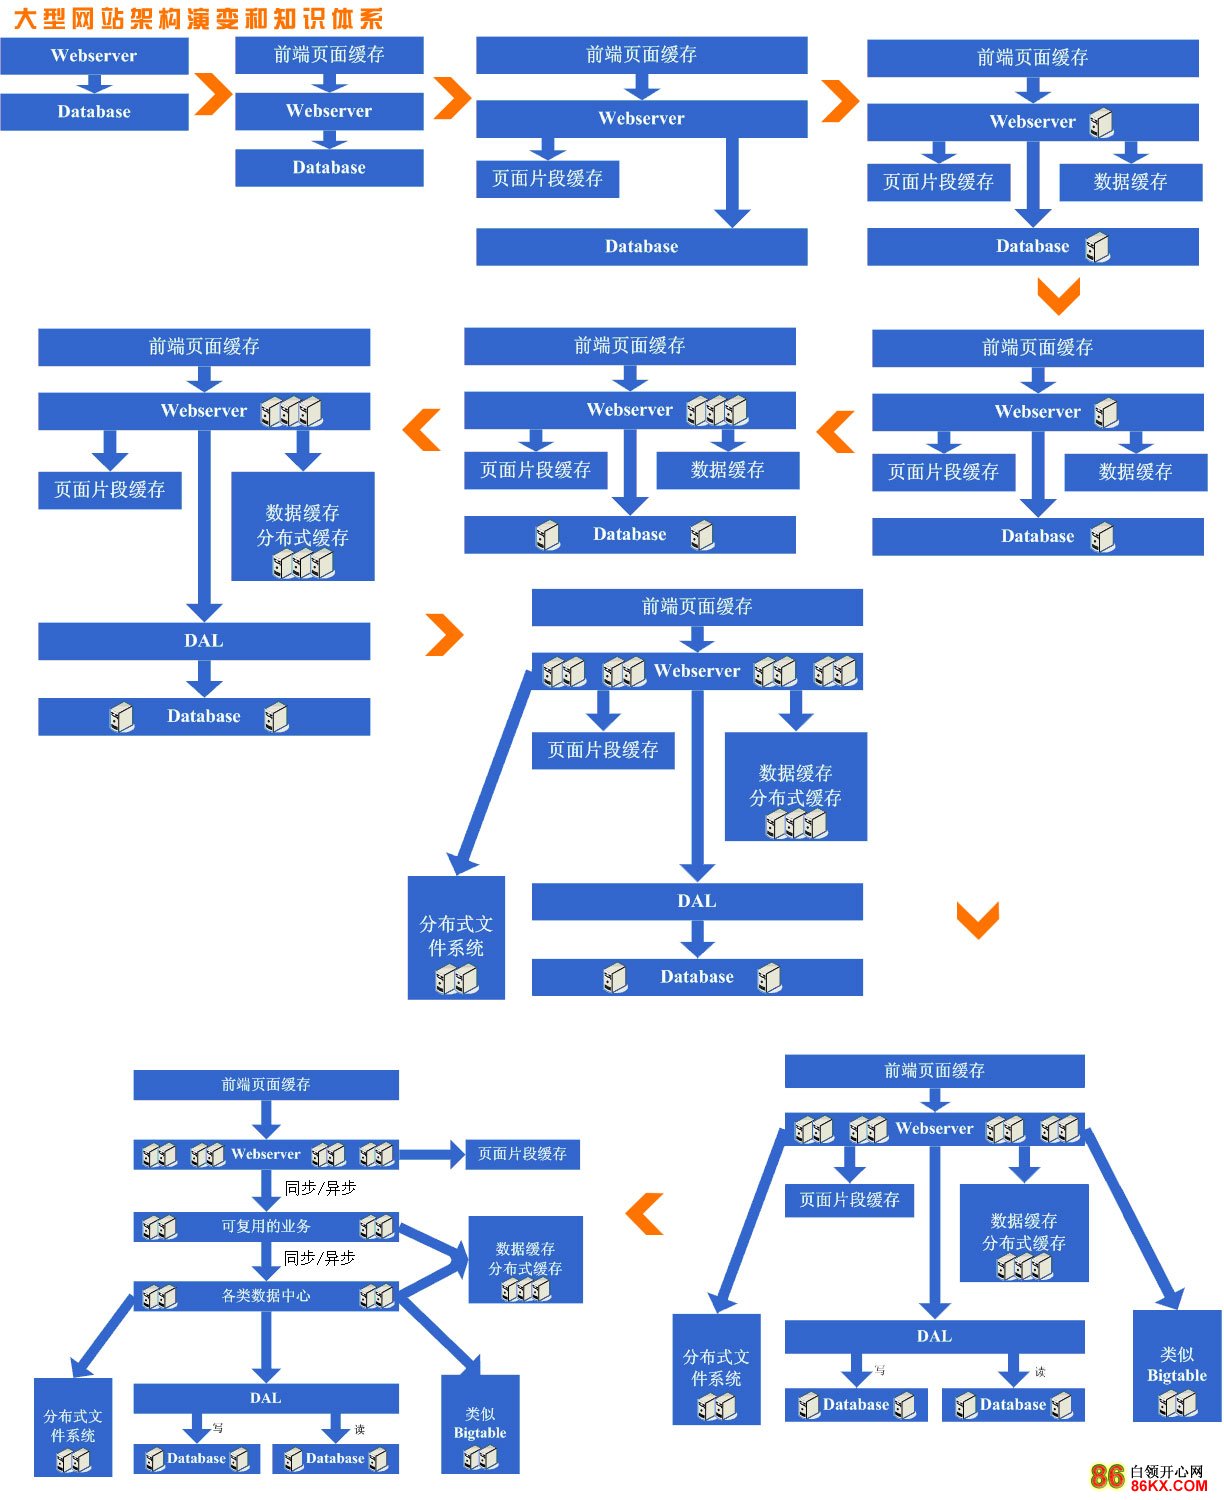 大型网站架构演变和知识体系
Webserver
Database
前端页面缓存
Webserver
Database
前端页面缓存
Webserver
页面片段缓存
Database
前端页面缓存
Webserver
页面片段缓存
数据缓存
Database
前端页面缓存
Webserver
页面片段缓存
数据缓存
Database
前端页面缓存
Webserver
页面片段缓存
数据缓存
Database
前端页面缓存
Webserver
页面片段缓存
数据缓存
分布式缓存
DAL
Database
前端页面缓存
Webserver
页面片段缓存
数据缓存
分布式缓存
分布式文
件系统
DAL
Database
前端页面缓存
Webserver
页面片段缓存
数据缓存
分布式缓存
分布式文
件系统
DAL
写
读
Database
Database
类似
Bigtable
前端页面缓存
Webserver
页面片段缓存
同步/异步
可复用的业务
数据缓存
分布式缓存
同步/异步
各类数据中心
分布式文
件系统
DAL
写
读
Database
Database
类似
Bigtable
86
白领开心网
86KX.COM